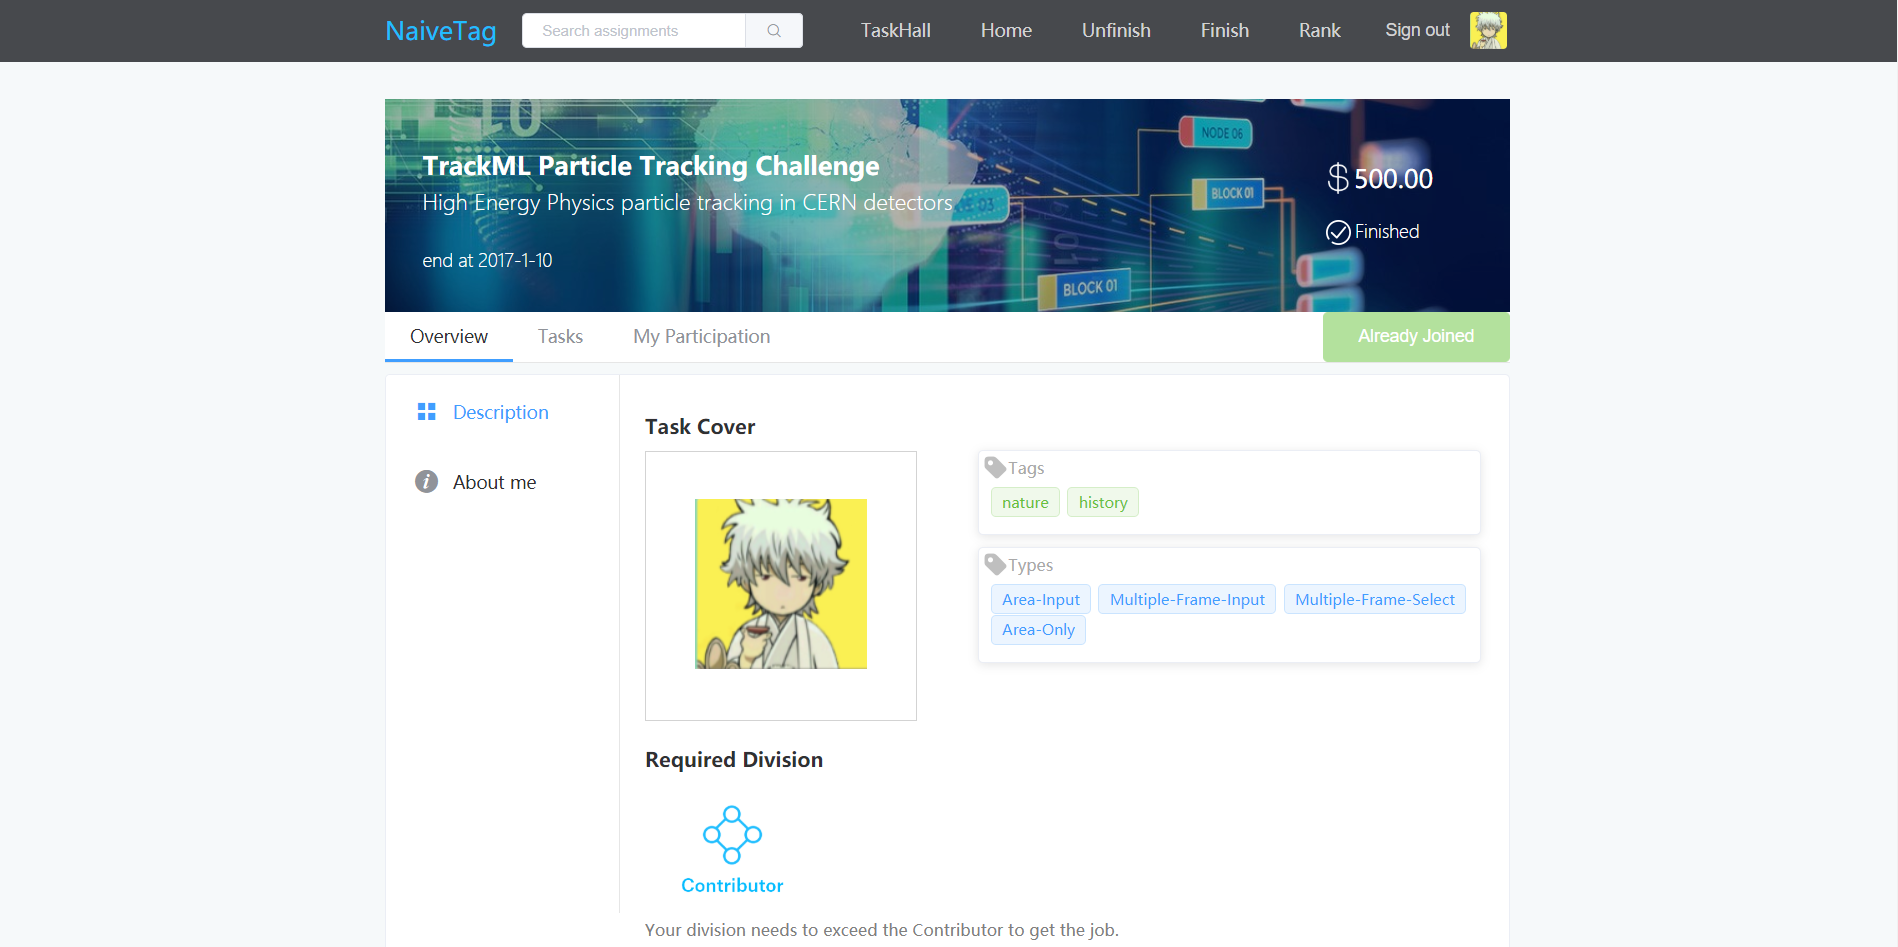 NaiveTag
Search assignments
TaskHall
Home
Unfinish
Finish
Rank
Sign out
10
NODE 06
TrackML Particle Tracking Challenge
$ 500.00
BLOCK 01
High Energy Physics particle tracking in CERN detectors
03
Finished
01
end at 2017-1-10
BLOCK 01
Overview
Tasks
My Participation
Already Joined
Description
About me
Task Cover
Tags
nature
history
Types
Area-Input
Multiple-Frame-Input
Multiple-Frame-Select
Area-Only
Required Division
Contributor
Your division needs to exceed the Contributor to get the job.